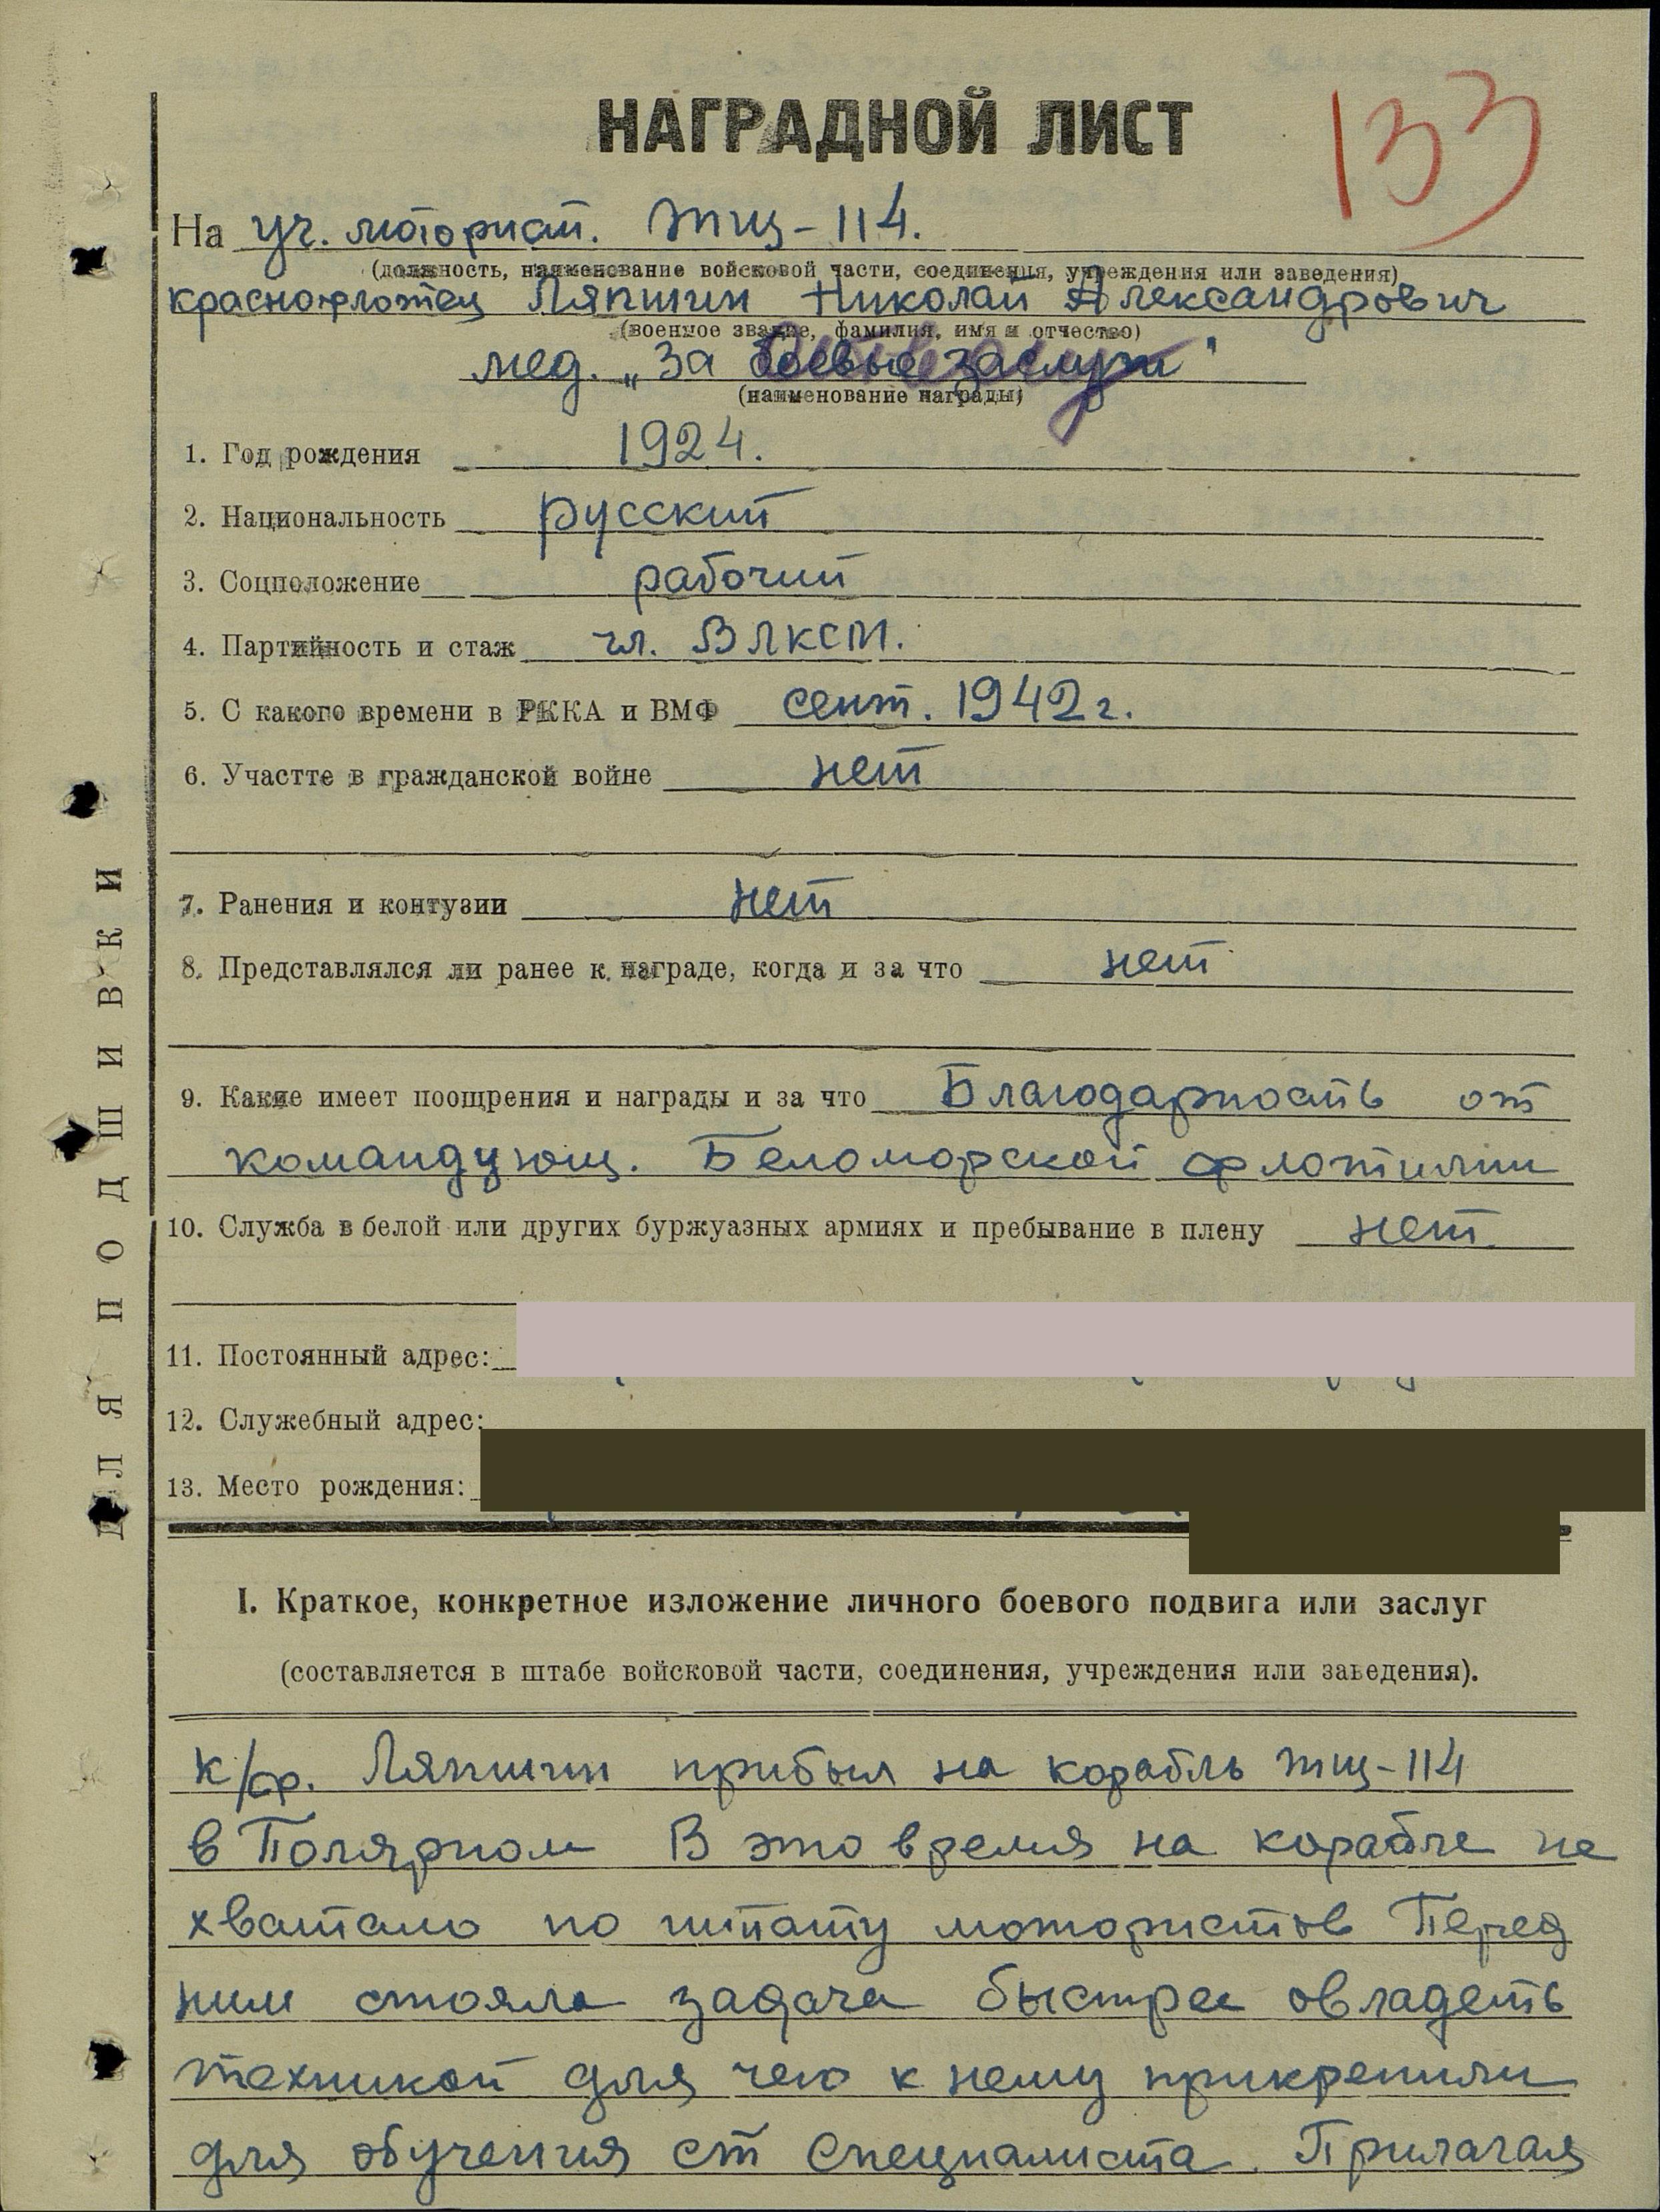 НАГРАДНОЙ ЛИСТ
133
На уч. моторист. тщ-114.
(должность, наименование войсковой части, соединения, учреждения или заведения)
краснофлотец Ляпшин Николай Александрович
(военное звание, фамилия, имя и отчество)
мед. „За боевые заслуги"
(наименование награды)
1. Год рождения 1924.
2. Национальность русский
3. Соцположение рабочий
4. Партийность и стаж чл. ВЛКСМ.
5. С какого времени в РККА и ВМФ сент. 1942 г.
6. Участте в гражданской войне нет
7. Ранения и контузии нет
8. Представлялся ли ранее к награде, когда и за что нет
9. Какие имеет поощрения и награды и за что Благодарность от
командующ. Беломорской флотилии
10. Служба в белой или других буржуазных армиях и пребывание в плену нет
11. Постоянный адрес:
12. Служебный адрес:
13. Место рождения:
ДЛЯ ПОДШИВКИ
I. Краткое, конкретное изложение личного боевого подвига или заслуг
(составляется в штабе войсковой части, соединения, учреждения или заведения).
к/ф. Ляпшин прибыл на корабль тщ-114
в Полярном В это время на корабле не
хватало по штату мотористов Перед
ним стояла задача быстрее овладеть
техникой для чего к нему прикрепили
для обучения ст специалиста. Прилагая